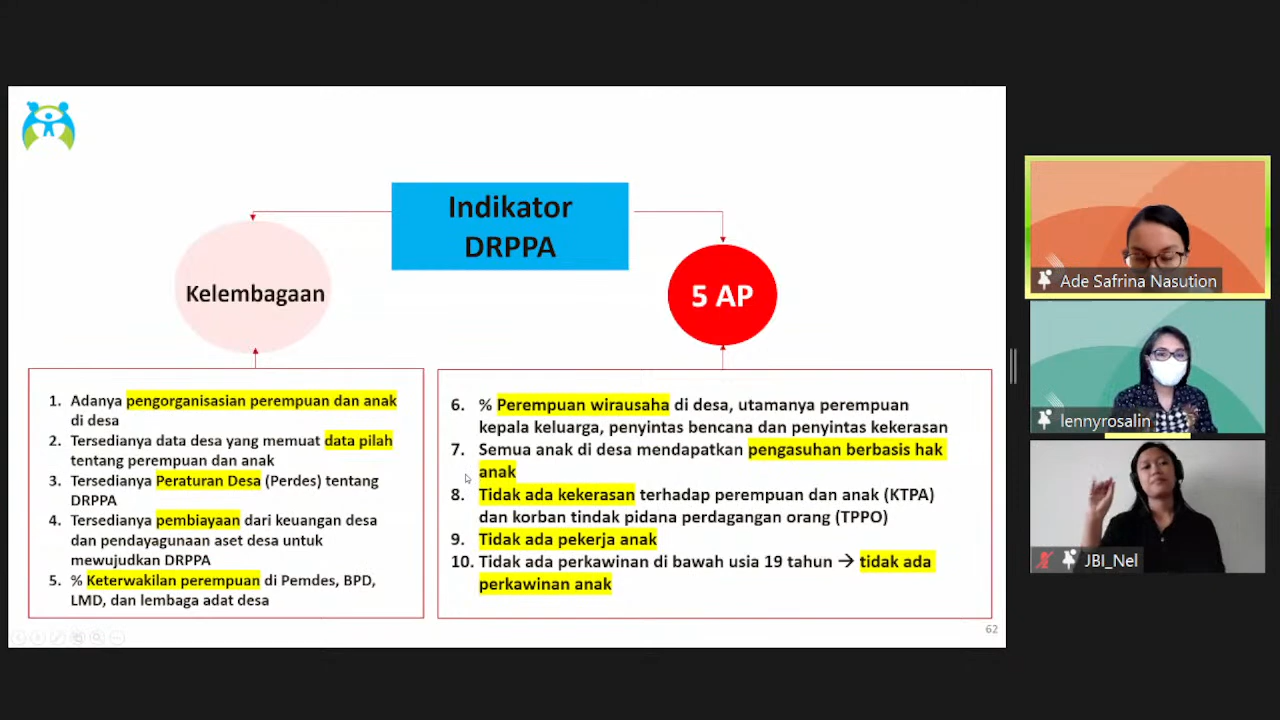 Indikator
DRPPA
Kelembagaan
5 AP
1. Adanya pengorganisasian perempuan dan anak
di desa
2. Tersedianya data desa yang memuat data pilah
tentang perempuan dan anak
3. Tersedianya Peraturan Desa (Perdes) tentang
DRPPA
4. Tersedianya pembiayaan dari keuangan desa
dan pendayagunaan aset desa untuk
mewujudkan DRPPA
5. % Keterwakilan perempuan di Pemdes, BPD,
LMD, dan lembaga adat desa
6. % Perempuan wirausaha di desa, utamanya perempuan
kepala keluarga, penyintas bencana dan penyintas kekerasan
7. Semua anak di desa mendapatkan pengasuhan berbasis hak
anak
8. Tidak ada kekerasan terhadap perempuan dan anak (KTPA)
dan korban tindak pidana perdagangan orang (TPPO)
9. Tidak ada pekerja anak
10. Tidak ada perkawinan di bawah usia 19 tahun → tidak ada
perkawinan anak
62
Ade Safrina Nasution
lennyrosalin
JBI_Nel